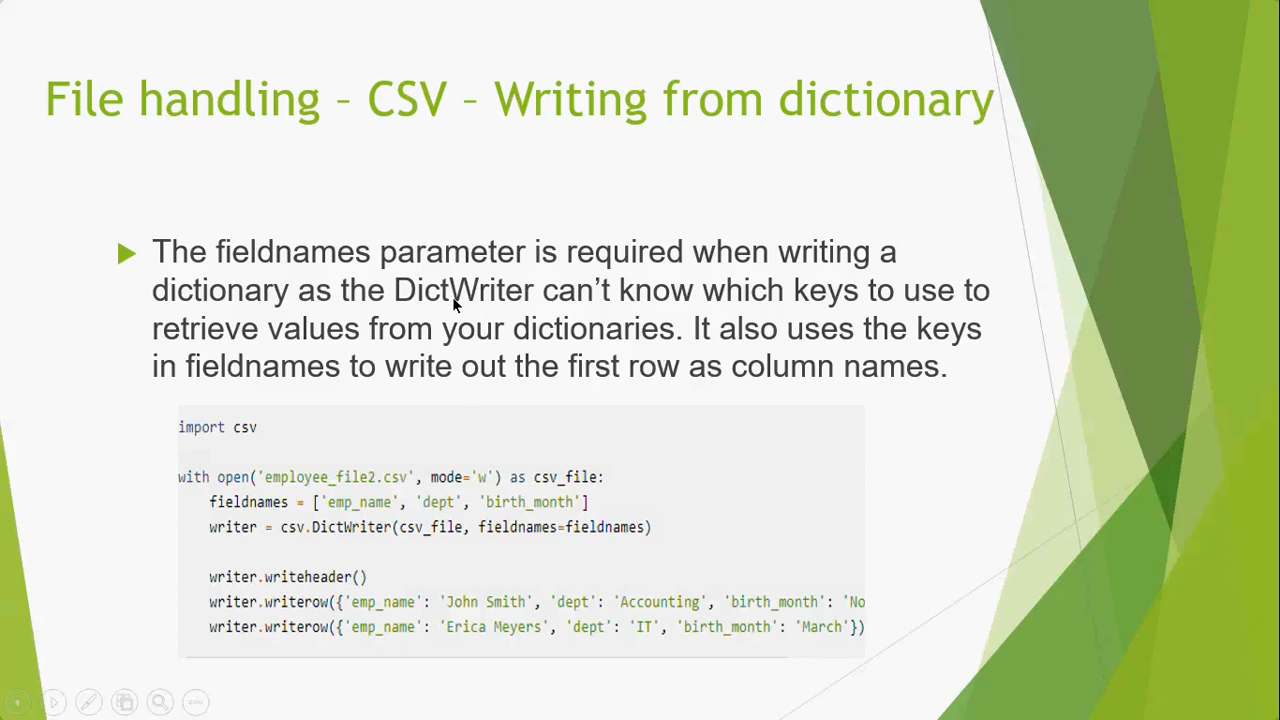 File handling – CSV – Writing from dictionary
The fieldnames parameter is required when writing a
dictionary as the DictWriter can’t know which keys to use to
retrieve values from your dictionaries. It also uses the keys
in fieldnames to write out the first row as column names.
import csv
with open('employee_file2.csv', mode='w') as csv_file:
    fieldnames = ['emp_name', 'dept', 'birth_month']
    writer = csv.DictWriter(csv_file, fieldnames=fieldnames)
    writer.writeheader()
    writer.writerow({'emp_name': 'John Smith', 'dept': 'Accounting', 'birth_month': 'No
    writer.writerow({'emp_name': 'Erica Meyers', 'dept': 'IT', 'birth_month': 'March'})